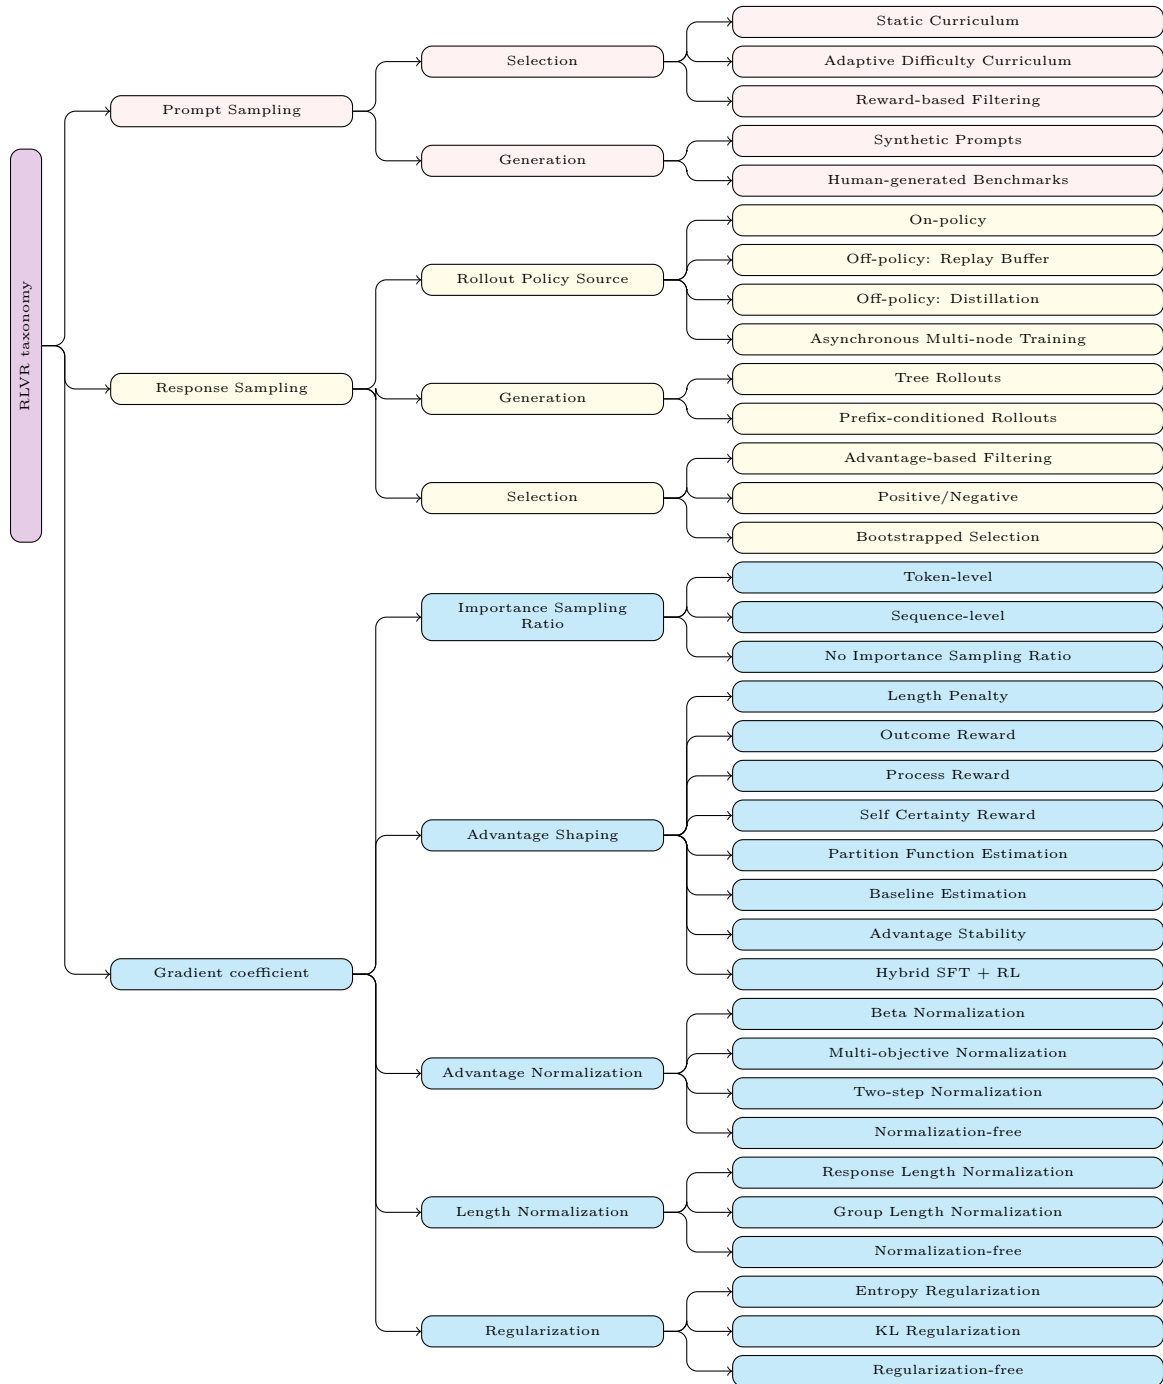 RLVR taxonomy
Prompt Sampling
Selection
Static Curriculum
Adaptive Difficulty Curriculum
Reward-based Filtering
Generation
Synthetic Prompts
Human-generated Benchmarks
Response Sampling
Rollout Policy Source
On-policy
Off-policy: Replay Buffer
Off-policy: Distillation
Asynchronous Multi-node Training
Generation
Tree Rollouts
Prefix-conditioned Rollouts
Selection
Advantage-based Filtering
Positive/Negative
Bootstrapped Selection
Gradient coefficient
Importance Sampling
Ratio
Token-level
Sequence-level
No Importance Sampling Ratio
Advantage Shaping
Length Penalty
Outcome Reward
Process Reward
Self Certainty Reward
Partition Function Estimation
Baseline Estimation
Advantage Stability
Hybrid SFT + RL
Advantage Normalization
Beta Normalization
Multi-objective Normalization
Two-step Normalization
Normalization-free
Length Normalization
Response Length Normalization
Group Length Normalization
Normalization-free
Regularization
Entropy Regularization
KL Regularization
Regularization-free